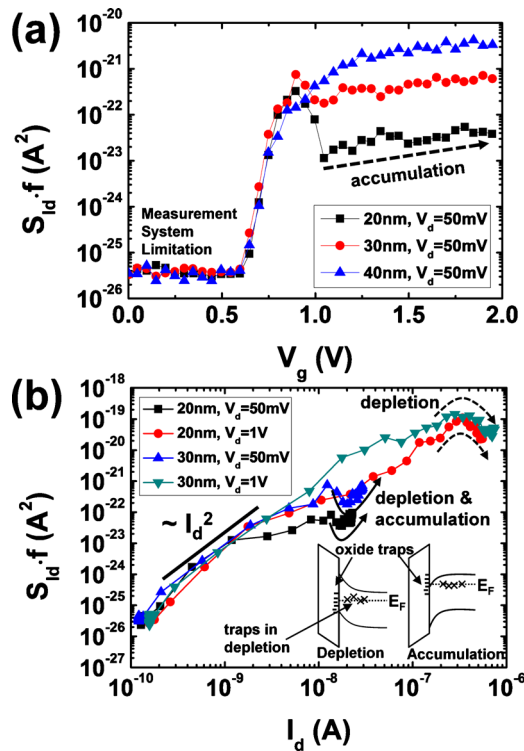 (a)
10^-20
10^-21
10^-22
10^-23
10^-24
10^-25
10^-26
S_Id·f (A^2)
Measurement
System
Limitation
accumulation
20nm, V_d=50mV
30nm, V_d=50mV
40nm, V_d=50mV
0.0 0.5 1.0 1.5 2.0
V_g (V)
(b)
10^-18
10^-19
10^-20
10^-21
10^-22
10^-23
10^-24
10^-25
10^-26
10^-27
S_Id·f (A^2)
20nm, V_d=50mV
20nm, V_d=1V
30nm, V_d=50mV
30nm, V_d=1V
depletion
~ I_d^2
depletion &
accumulation
oxide traps
E_F
E_F
traps in
depletion
Depletion
Accumulation
10^-10 10^-9 10^-8 10^-7 10^-6
I_d (A)